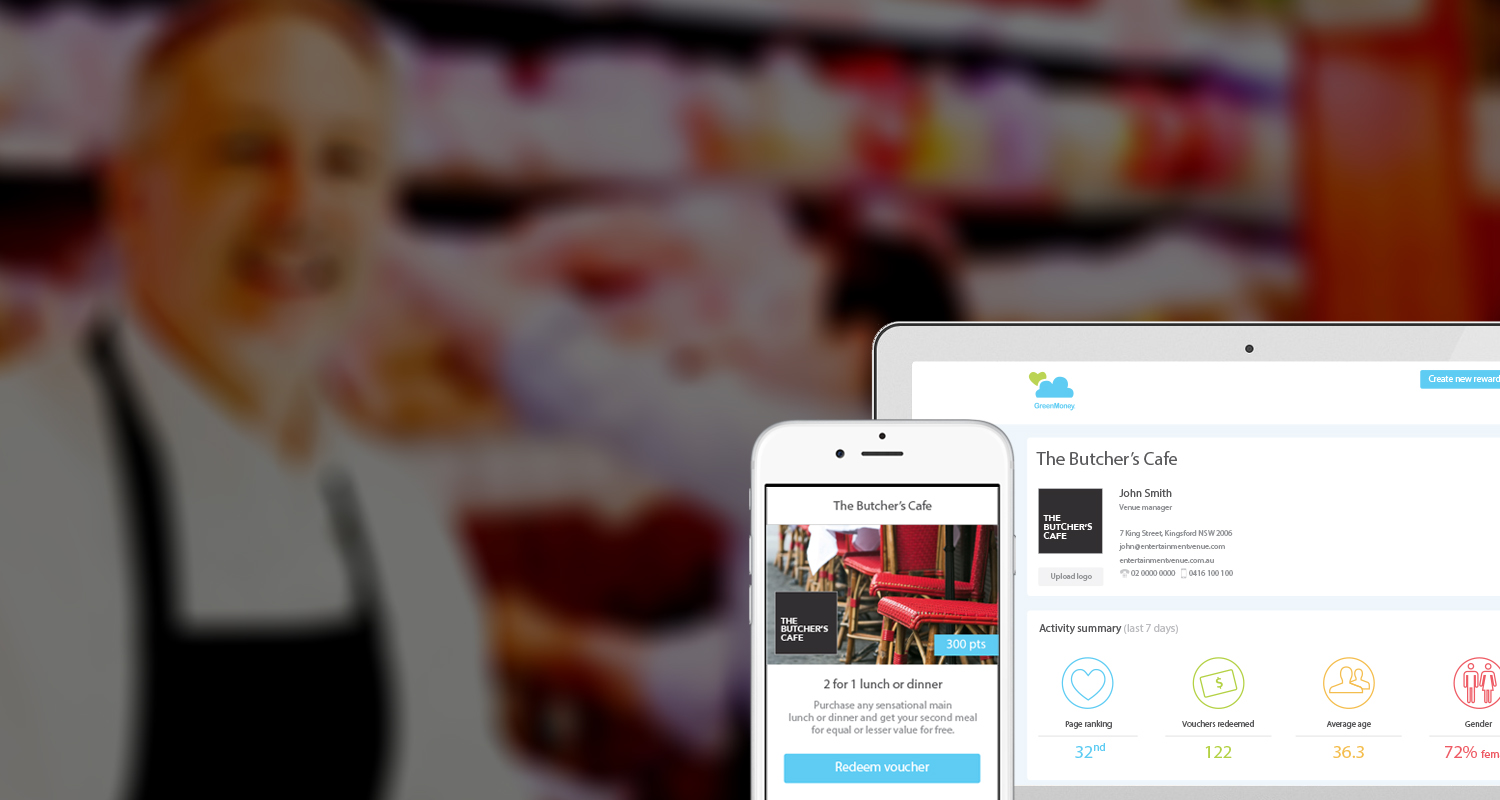 The Butcher's Cafe
THE
BUTCHER'S
CAFE
300 pts
2 for 1 lunch or dinner
Purchase any sensational main
lunch or dinner and get your second meal
for equal or lesser value for free.
Redeem voucher
GreenMoney
Create new reward
The Butcher's Cafe
THE
BUTCHER'S
CAFE
Upload logo
John Smith
Venue manager
7 King Street, Kingsford NSW 2006
john@entertainmentvenue.com
entertainmentvenue.com.au
02 0000 0000 0416 100 100
Activity summary (last 7 days)
Page ranking
32nd
Vouchers redeemed
122
Average age
36.3
Gender
72% fem